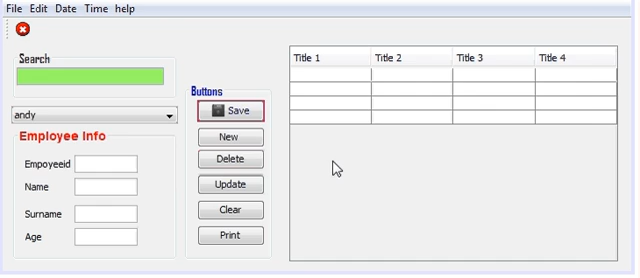 File Edit Date Time help
Search
andy
Employee Info
Empoyeeid
Name
Surname
Age
Buttons
Save
New
Delete
Update
Clear
Print
Title 1 Title 2 Title 3 Title 4